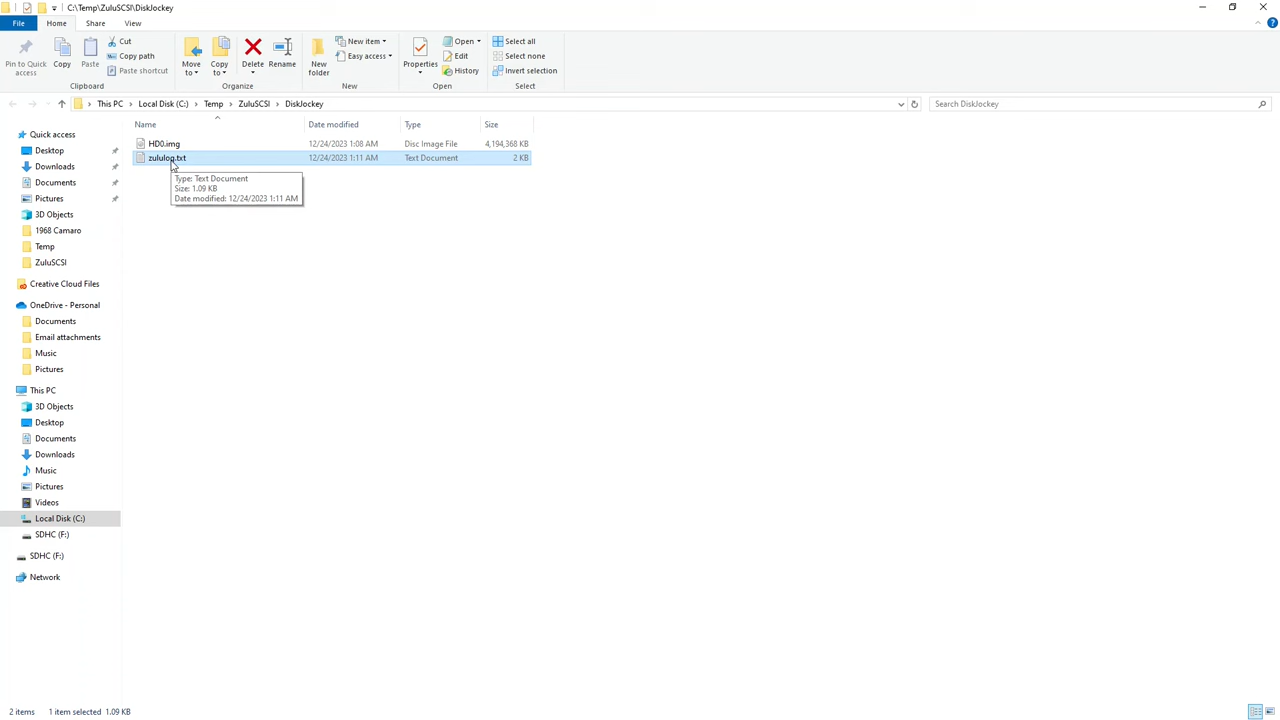 C:\Temp\ZuluSCSI\DiskJockey
File Home Share View
Pin to Quick access
Copy
Paste
Cut
Copy path
Paste shortcut
Clipboard
Move to
Copy to
Delete
Rename
Organize
New folder
New item
Easy access
New
Properties
Open
Edit
History
Open
Select all
Select none
Invert selection
Select
This PC > Local Disk (C:) > Temp > ZuluSCSI > DiskJockey
Search DiskJockey
Name Date modified Type Size
HD0.img 12/24/2023 1:08 AM Disc Image File 4,194,368 KB
zululog.txt 12/24/2023 1:11 AM Text Document 2 KB
Type: Text Document
Size: 1.09 KB
Date modified: 12/24/2023 1:11 AM
Quick access
Desktop
Downloads
Documents
Pictures
3D Objects
1968 Camaro
Temp
ZuluSCSI
Creative Cloud Files
OneDrive - Personal
Documents
Email attachments
Music
Pictures
This PC
3D Objects
Desktop
Documents
Downloads
Music
Pictures
Videos
Local Disk (C:)
SDHC (F:)
SDHC (F:)
Network
2 items 1 item selected 1.09 KB